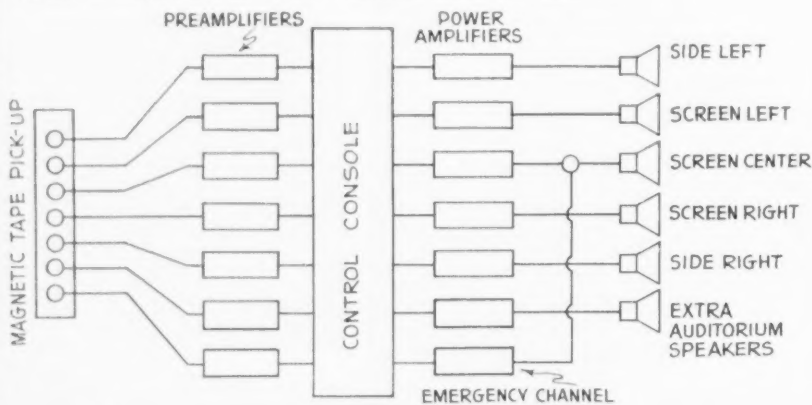 PREAMPLIFIERS
POWER
AMPLIFIERS
MAGNETIC TAPE PICK-UP
CONTROL CONSOLE
SIDE LEFT
SCREEN LEFT
SCREEN CENTER
SCREEN RIGHT
SIDE RIGHT
EXTRA
AUDITORIUM
SPEAKERS
EMERGENCY CHANNEL